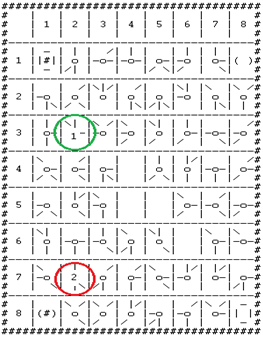 1 2 3 4 5 6 7 8
1 |#| o o o o o o ( )
2 o o o o o o o o
3 o 1 o o o o o o
4 o o o o o o o
5 o o o o o o
6 o o o o o o o
7 o 2 o o o o o o
8 (#) o o o o o o | |